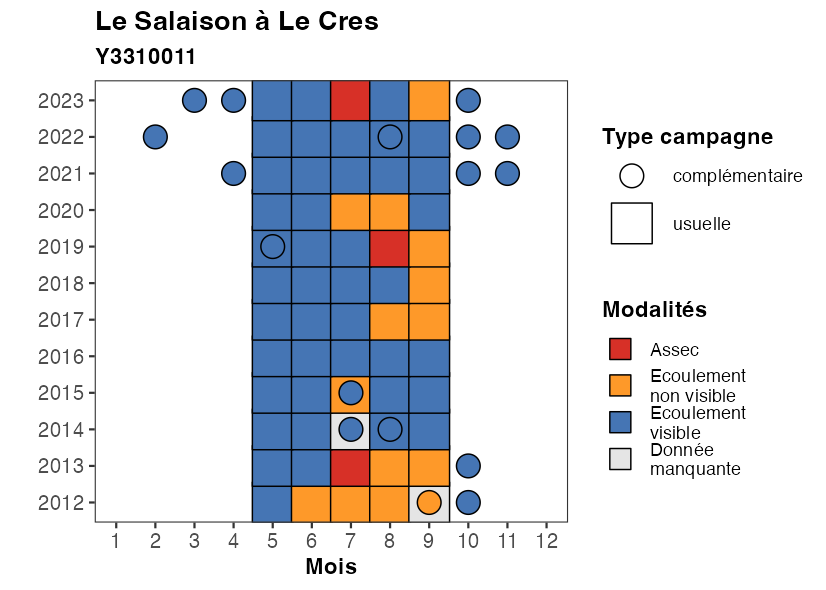 Le Salaison à Le Cres
Y3310011
2023
2022
2021
2020
2019
2018
2017
2016
2015
2014
2013
2012
1 2 3 4 5 6 7 8 9 10 11 12
Mois
Type campagne
complémentaire
usuelle
Modalités
Assec
Ecoulement
non visible
Ecoulement
visible
Donnée
manquante